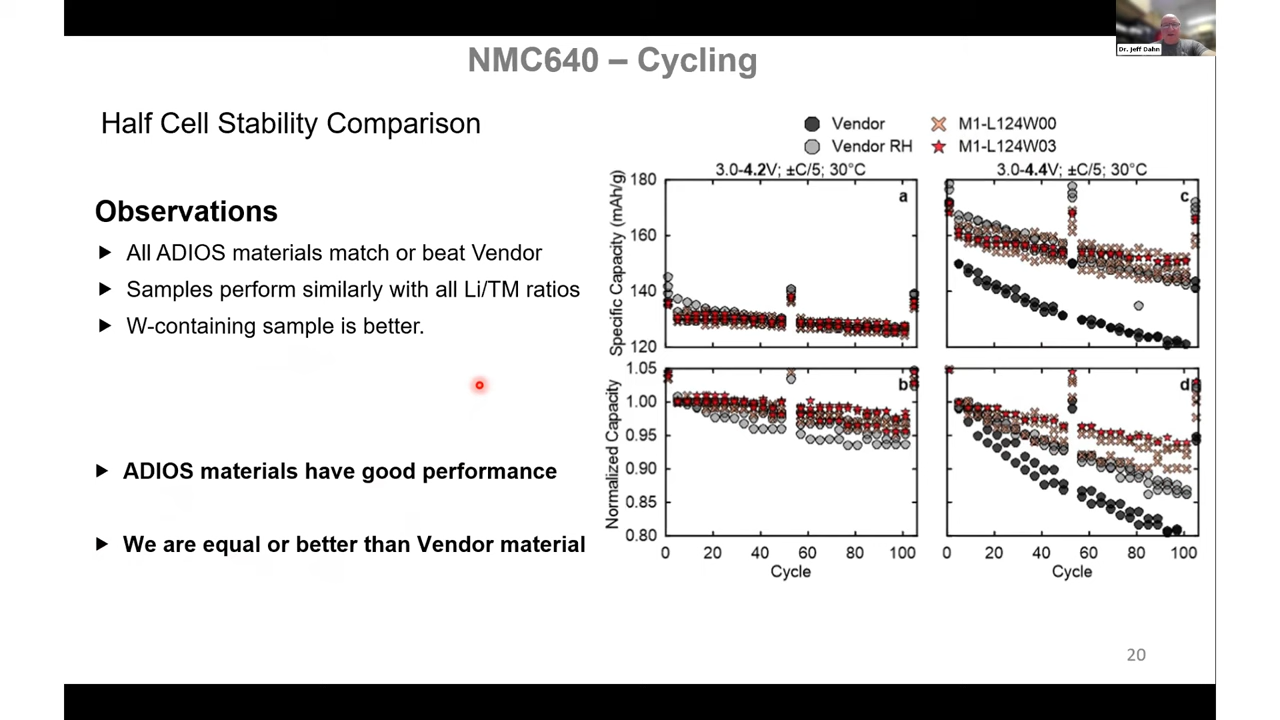 Dr. Jeff Dahn
NMC640 – Cycling
Half Cell Stability Comparison
Observations
All ADIOS materials match or beat Vendor
Samples perform similarly with all Li/TM ratios
W-containing sample is better.
ADIOS materials have good performance
We are equal or better than Vendor material
Vendor
M1-L124W00
Vendor RH
M1-L124W03
3.0-4.2V; ±C/5; 30°C
3.0-4.4V; ±C/5; 30°C
Specific Capacity (mAh/g)
180
160
140
120
a
c
Normalized Capacity
1.05
1.00
0.95
0.90
0.85
0.80
b
d
0 20 40 60 80 100
0 20 40 60 80 100
Cycle
Cycle
20